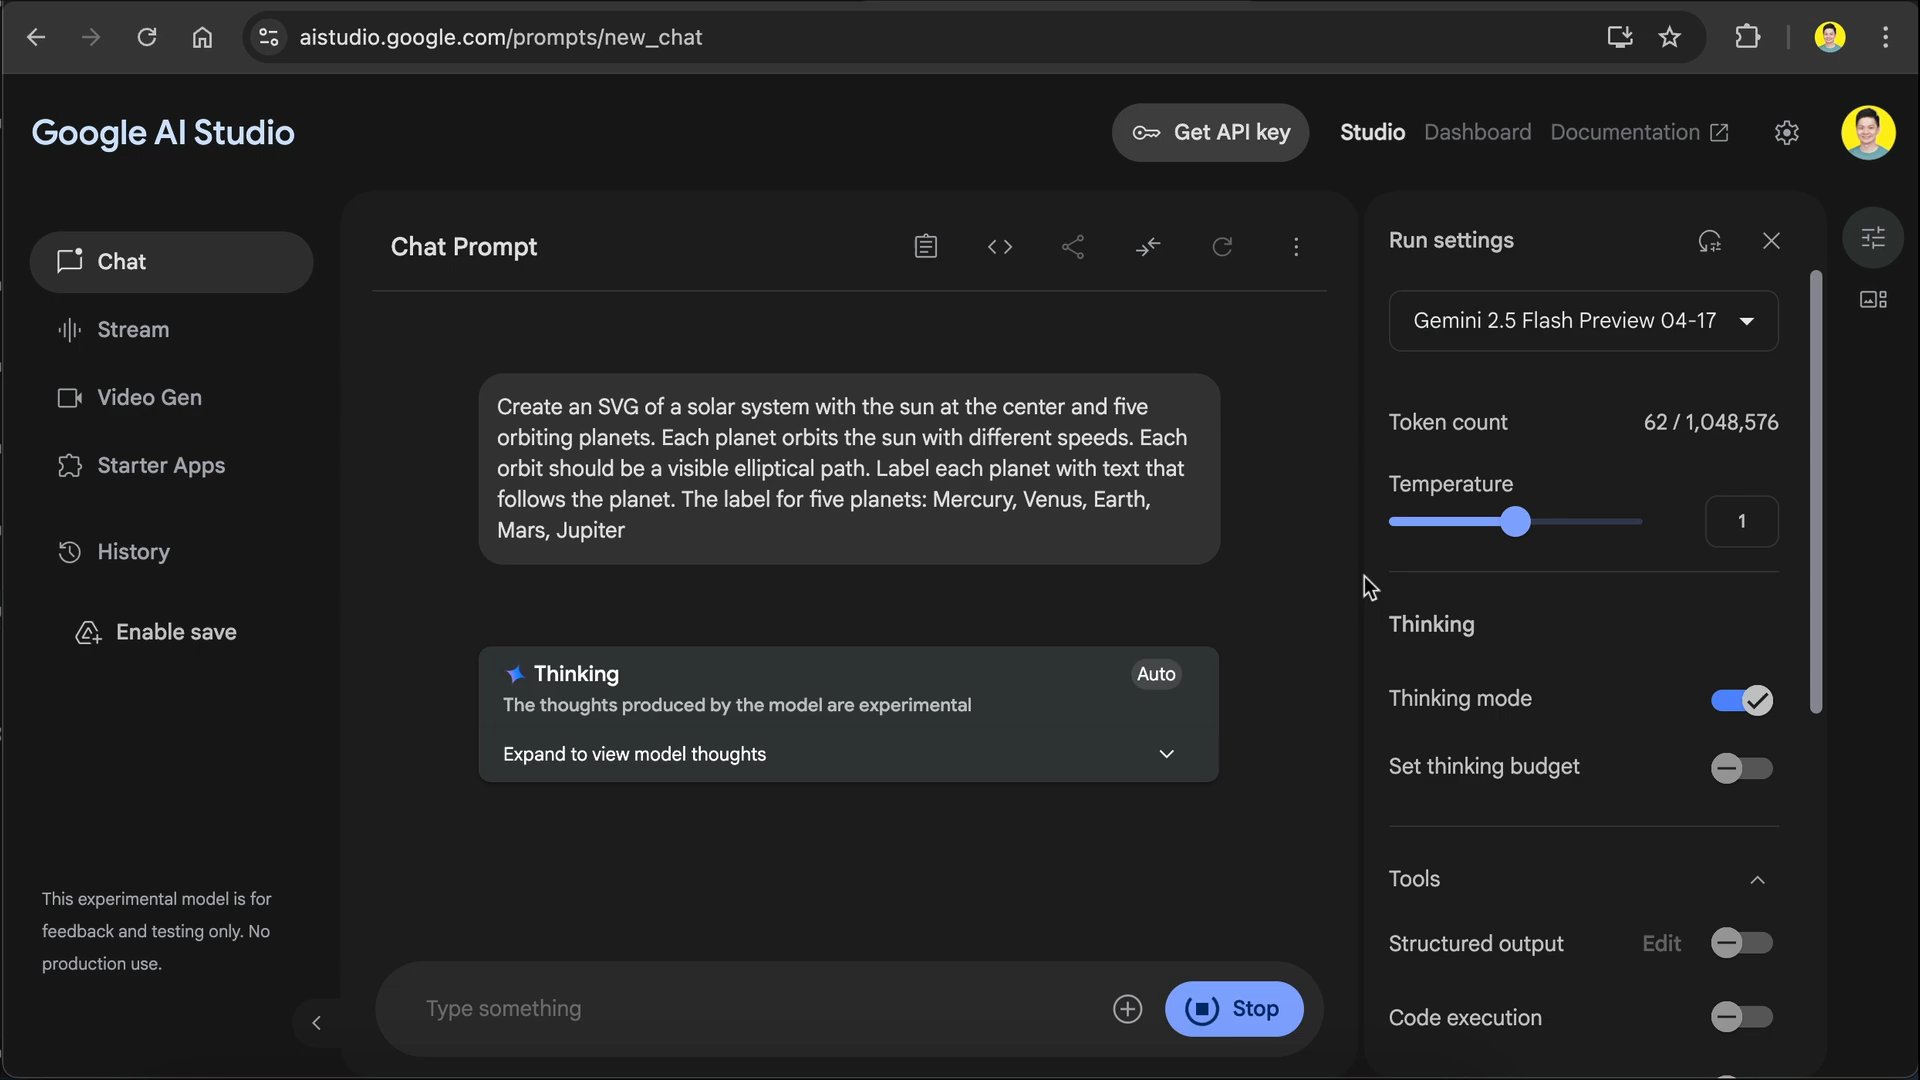 aistudio.google.com/prompts/new_chat
Google AI Studio
Get API key
Studio
Dashboard
Documentation
Chat
Stream
Video Gen
Starter Apps
History
Enable save
This experimental model is for
feedback and testing only. No
production use.
Chat Prompt
Create an SVG of a solar system with the sun at the center and five
orbiting planets. Each planet orbits the sun with different speeds. Each
orbit should be a visible elliptical path. Label each planet with text that
follows the planet. The label for five planets: Mercury, Venus, Earth,
Mars, Jupiter
Thinking
Auto
The thoughts produced by the model are experimental
Expand to view model thoughts
Type something
Stop
Run settings
Gemini 2.5 Flash Preview 04-17
Token count 62 / 1,048,576
Temperature
1
Thinking
Thinking mode
Set thinking budget
Tools
Structured output Edit
Code execution